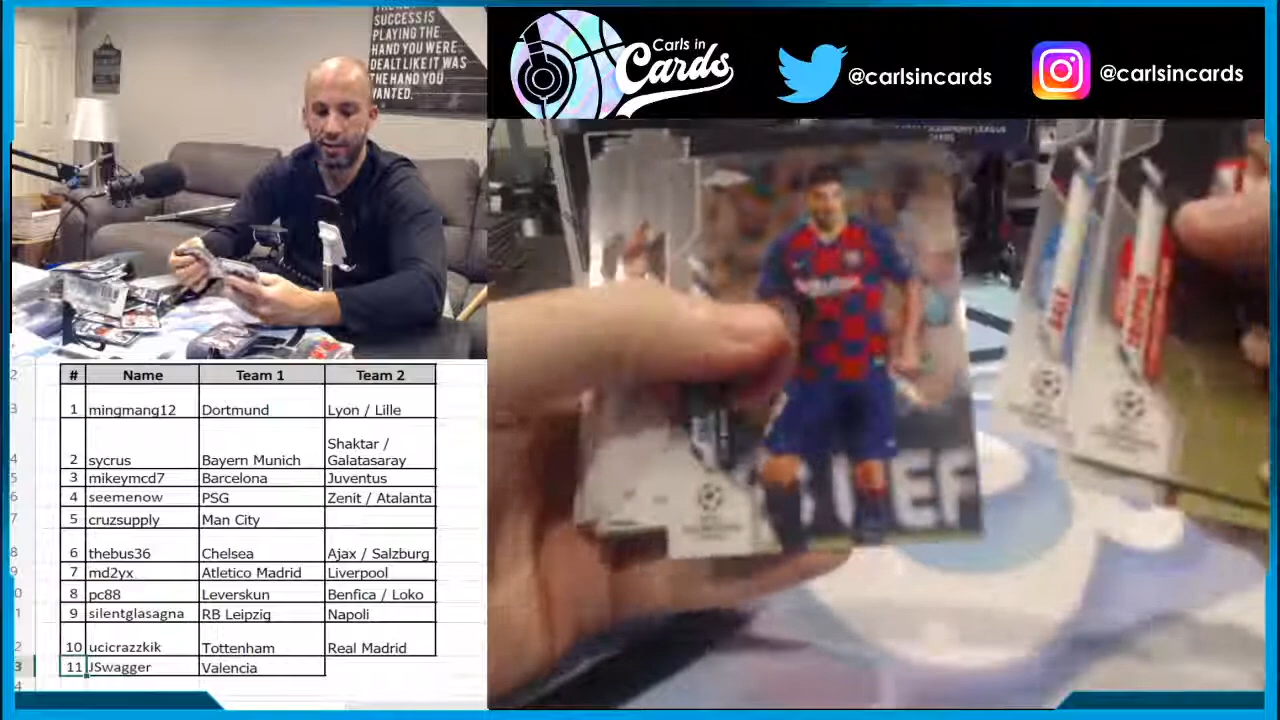 SUCCESS IS
PLAYING THE
HAND YOU WERE
DEALT LIKE IT WAS
THE HAND YOU
WANTED.
Carls in
Cards
@carlsincards
@carlsincards
CARDS
# Name Team 1 Team 2
1 mingmang12 Dortmund Lyon / Lille
2 sycrus Bayern Munich Shaktar /
Galatasaray
3 mikeymcd7 Barcelona Juventus
4 seemenow PSG Zenit / Atalanta
5 cruzsupply Man City
6 thebus36 Chelsea Ajax / Salzburg
7 md2yx Atletico Madrid Liverpool
8 pc88 Leverskun Benfica / Loko
9 silentglasagna RB Leipzig Napoli
10 ucicrazzkik Tottenham Real Madrid
11 JSwagger Valencia